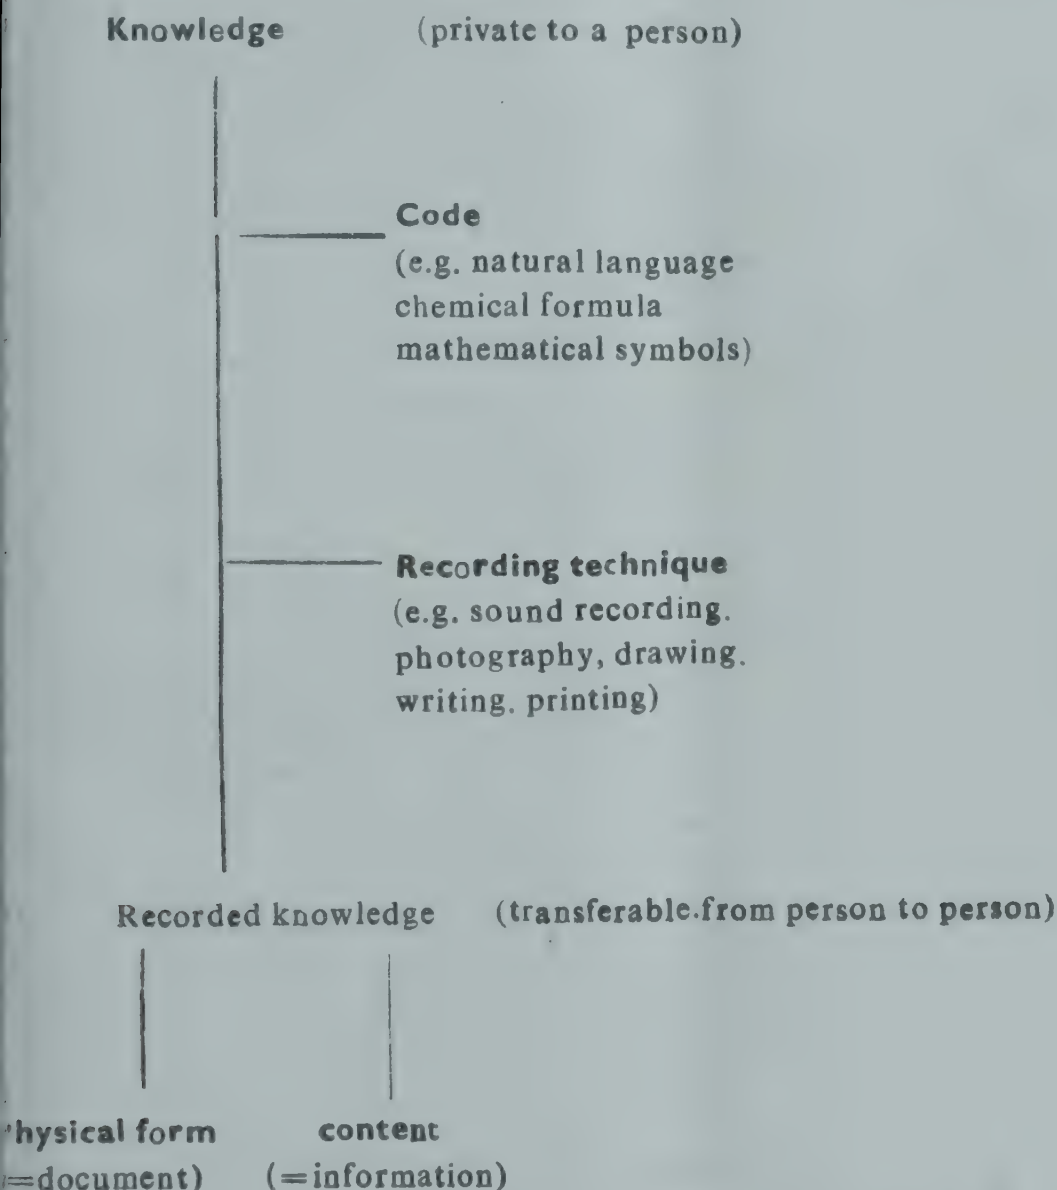 Knowledge (private to a person)
Code
(e.g. natural language
chemical formula
mathematical symbols)
Recording technique
(e.g. sound recording.
photography, drawing.
writing. printing)
Recorded knowledge (transferable.from person to person)
hysical form content
=document) (=information)